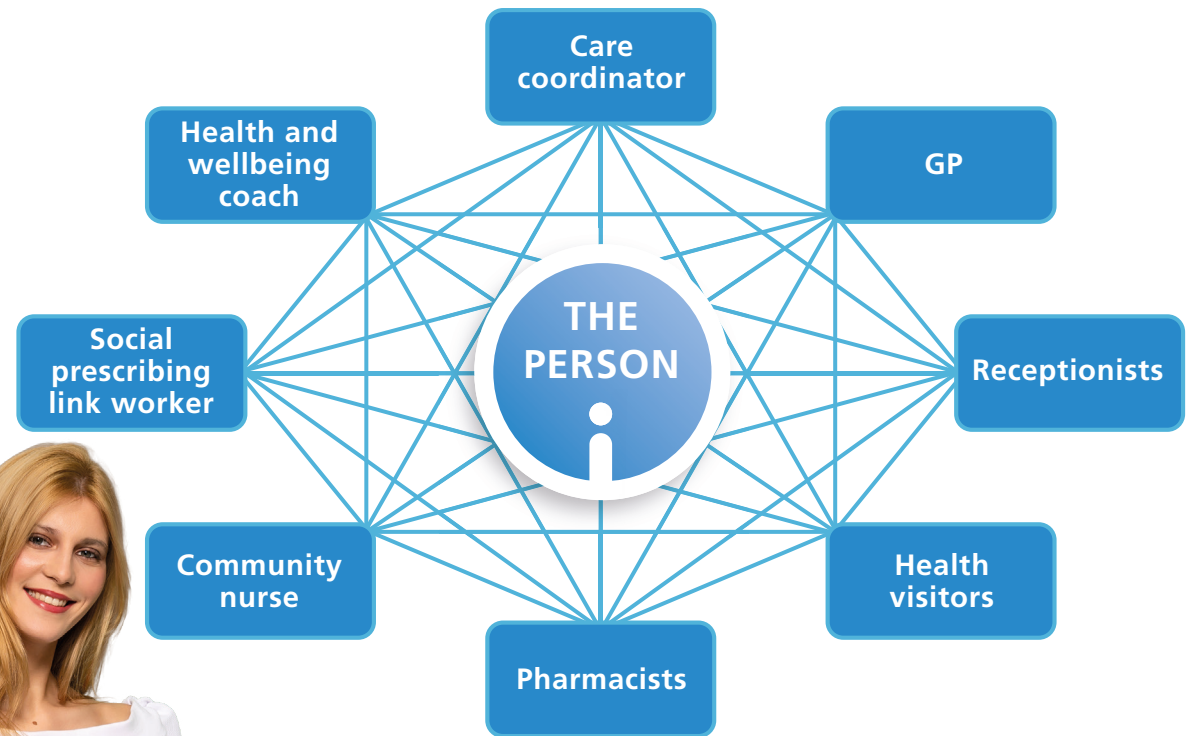 Care
coordinator
Health and
wellbeing
coach
GP
THE
PERSON
Social
prescribing
link worker
Receptionists
Community
nurse
Health
visitors
Pharmacists